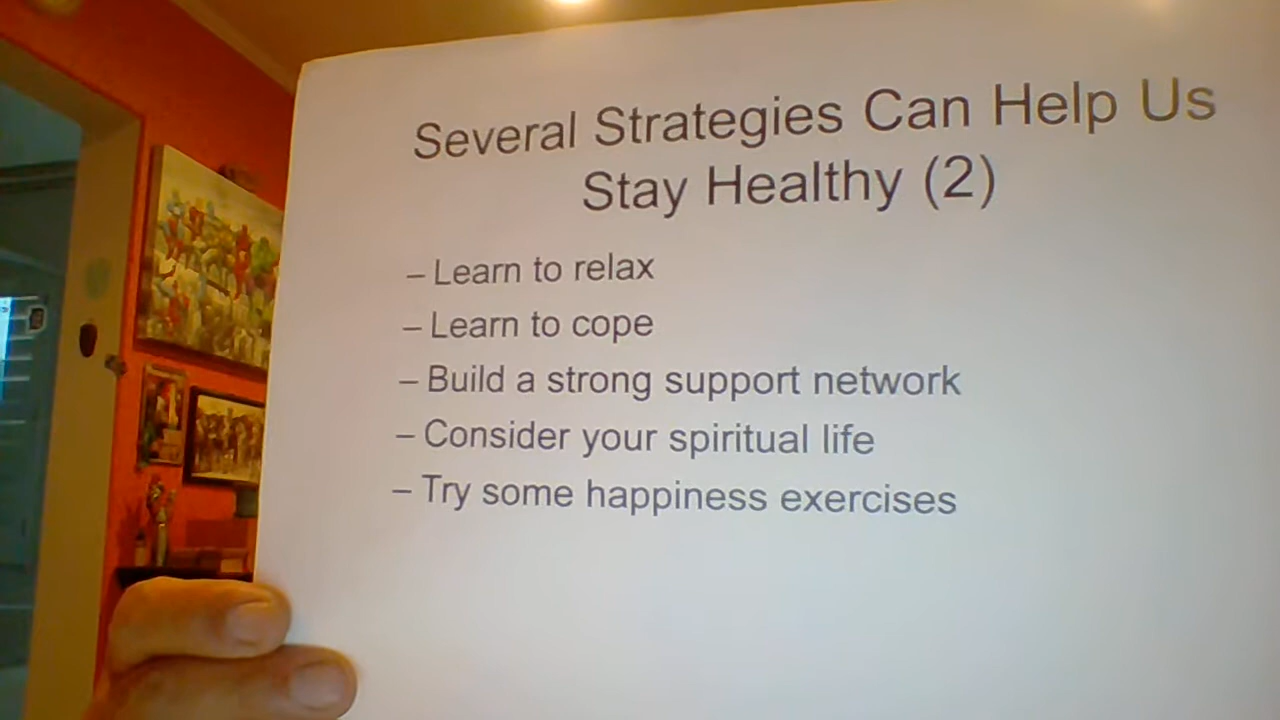 Several Strategies Can Help Us
Stay Healthy (2)
– Learn to relax
– Learn to cope
– Build a strong support network
– Consider your spiritual life
– Try some happiness exercises